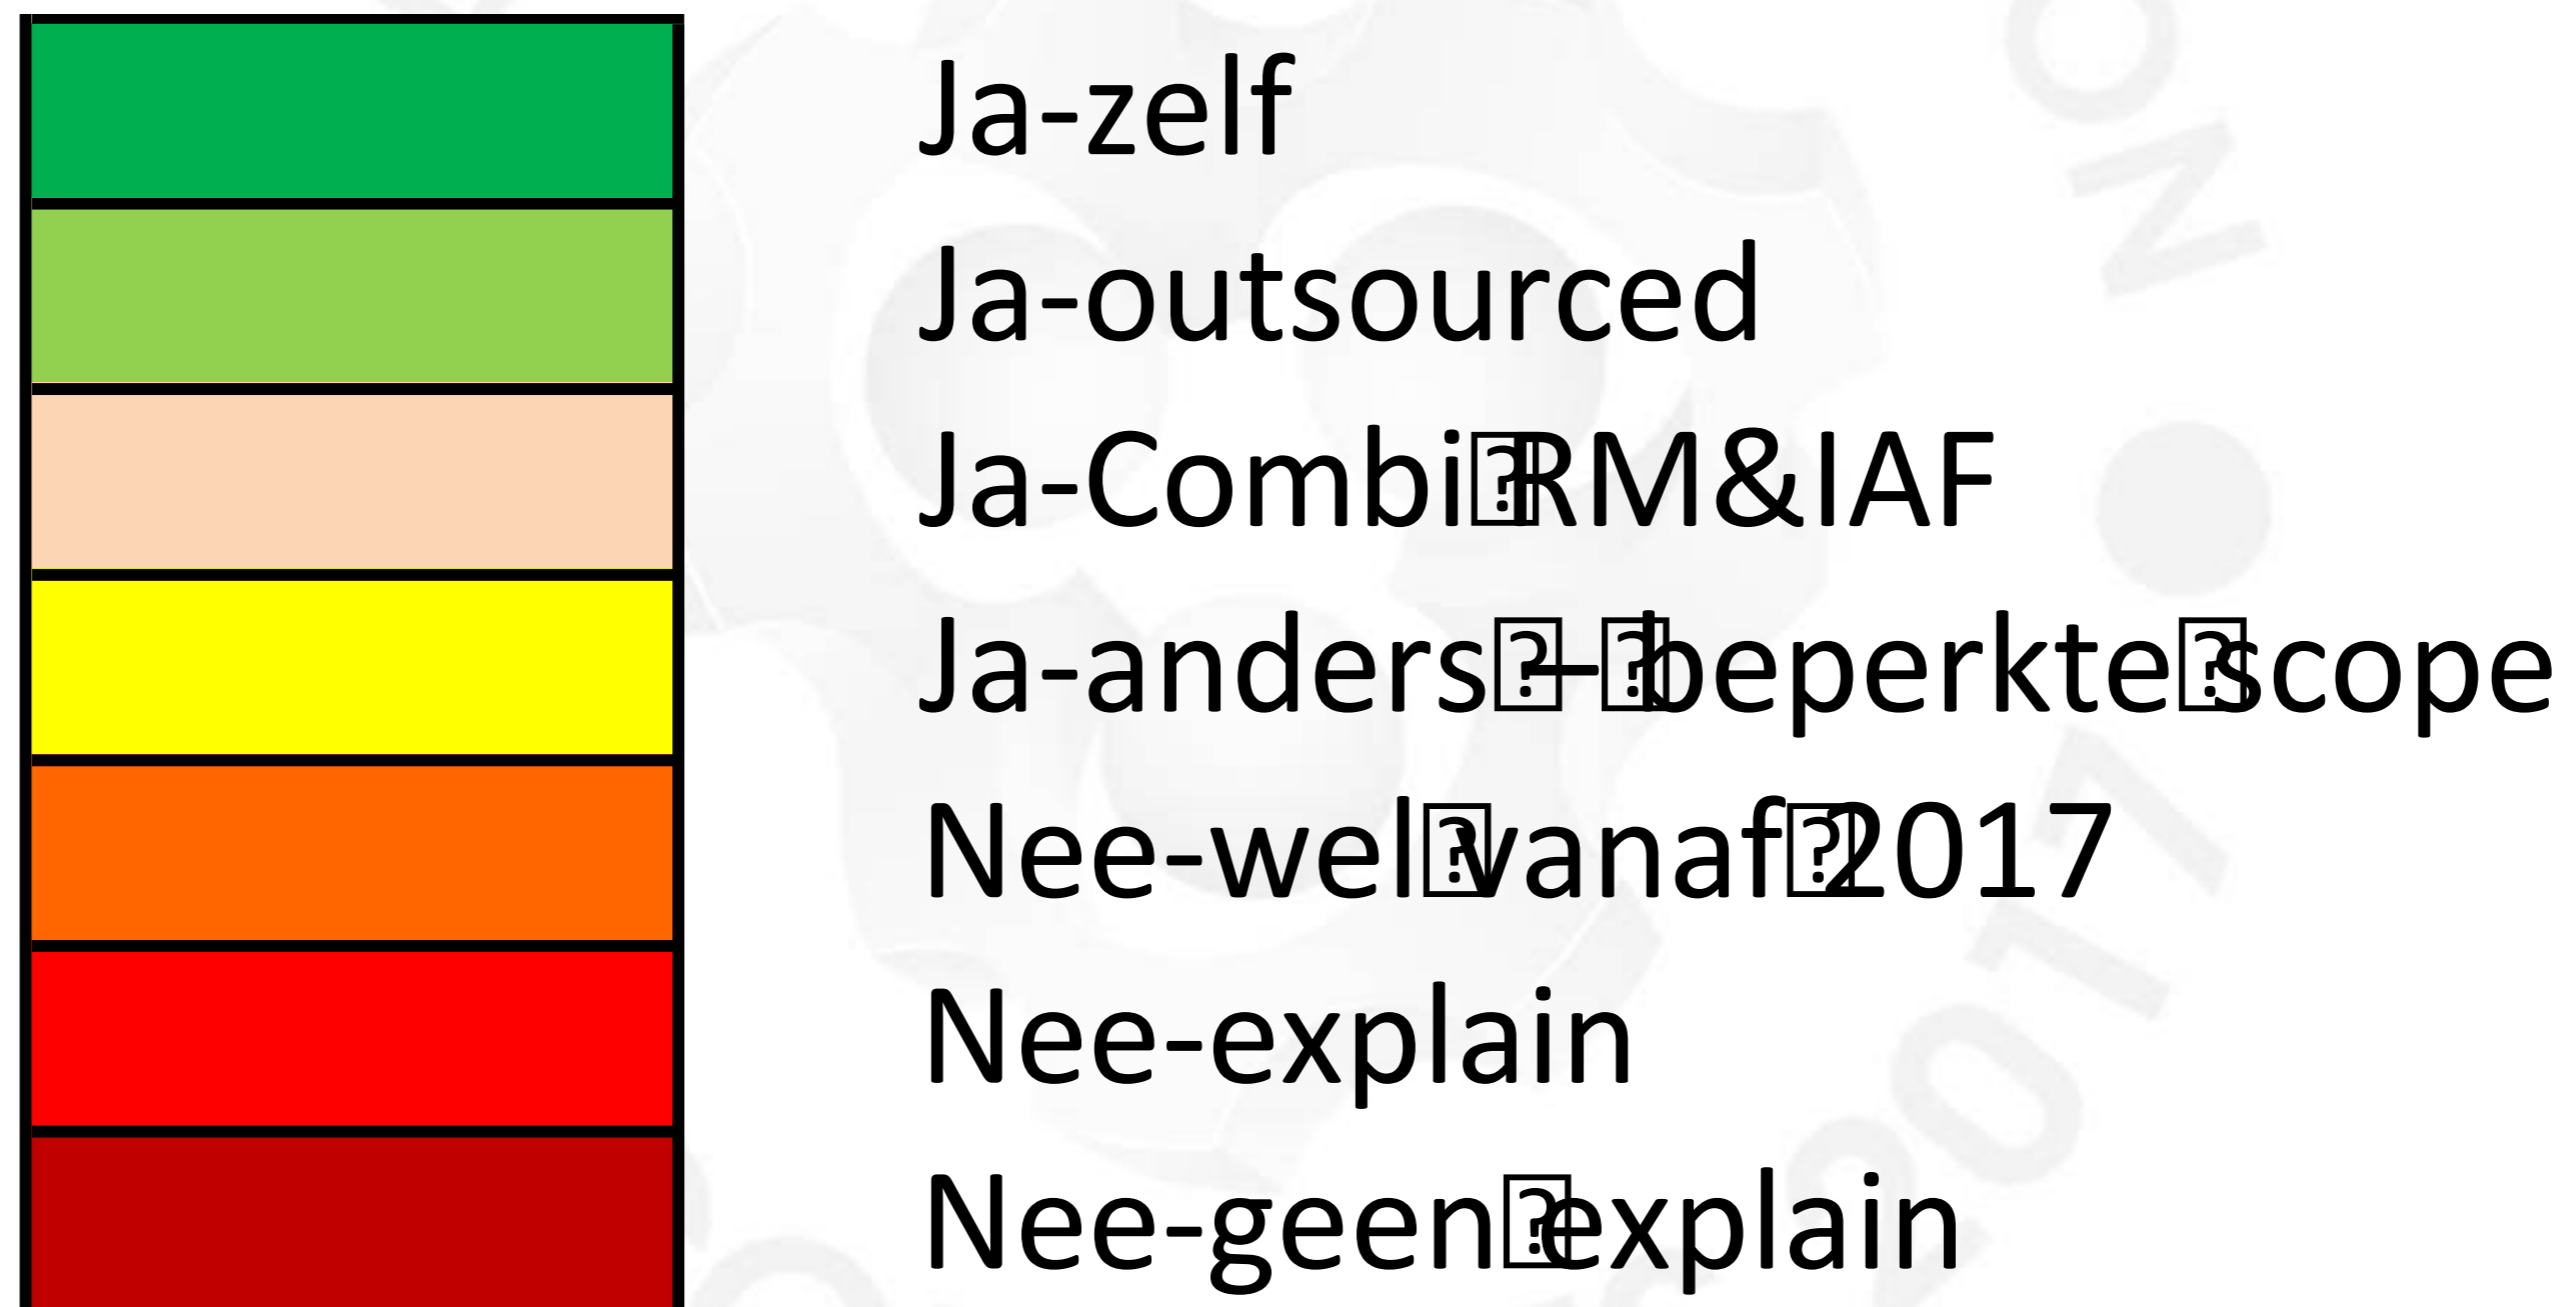 Ja-zelf
Ja-outsourced
Ja-Combi RM&IAF
Ja-anders – beperkte scope
Nee-wel vanaf 2017
Nee-explain
Nee-geen explain
2017